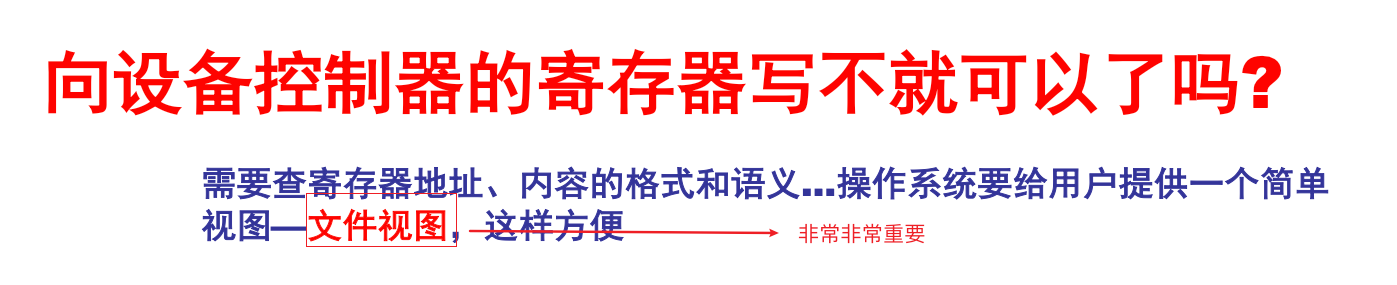 向设备控制器的寄存器写不就可以了吗?
需要查寄存器地址、内容的格式和语义...操作系统要给用户提供一个简单
视图—文件视图，这样方便
非常非常重要